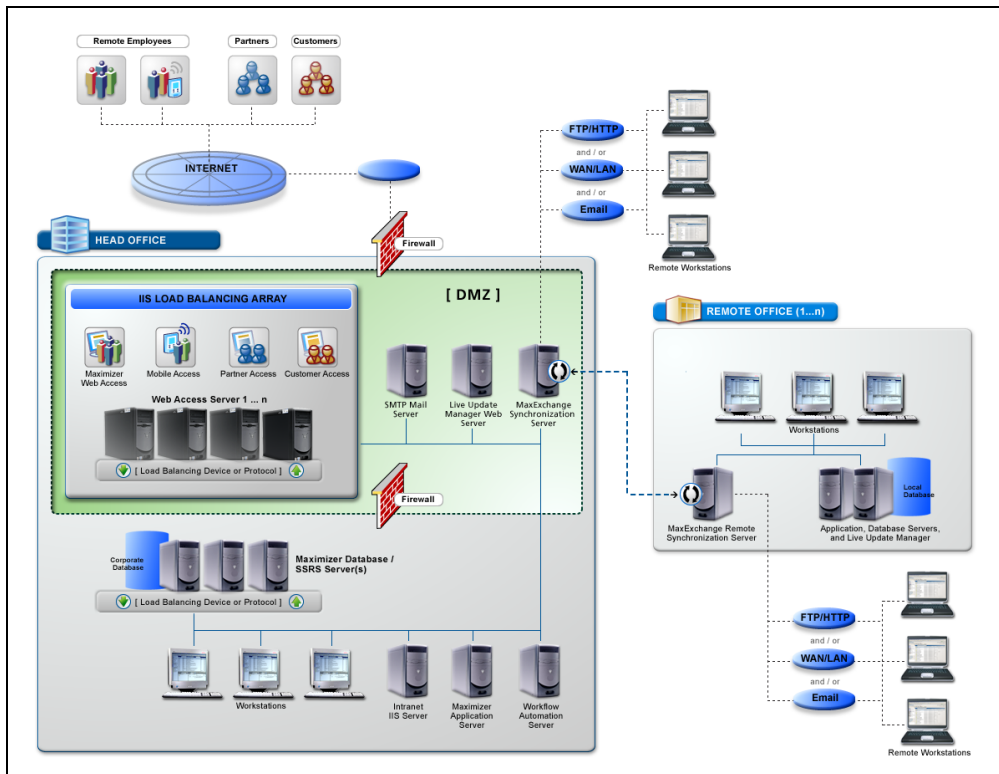 Remote Employees
Partners
Customers
INTERNET
Firewall
HEAD OFFICE
[ DMZ ]
IIS LOAD BALANCING ARRAY
Maximizer
Web Access
Mobile Access
Partner Access
Customer Access
Web Access Server 1 ... n
[ Load Balancing Device or Protocol ]
SMTP Mail
Server
Live Update
Manager Web
Server
MaxExchange
Synchronization
Server
Firewall
Corporate
Database
Maximizer Database /
SSRS Server(s)
[ Load Balancing Device or Protocol ]
Workstations
Intranet
IIS Server
Maximizer
Application
Server
Workflow
Automation
Server
FTP/HTTP
and / or
WAN/LAN
and / or
Email
Remote Workstations
REMOTE OFFICE (1...n)
Workstations
MaxExchange Remote
Synchronization Server
Local
Database
Application, Database Servers,
and Live Update Manager
FTP/HTTP
and / or
WAN/LAN
and / or
Email
Remote Workstations